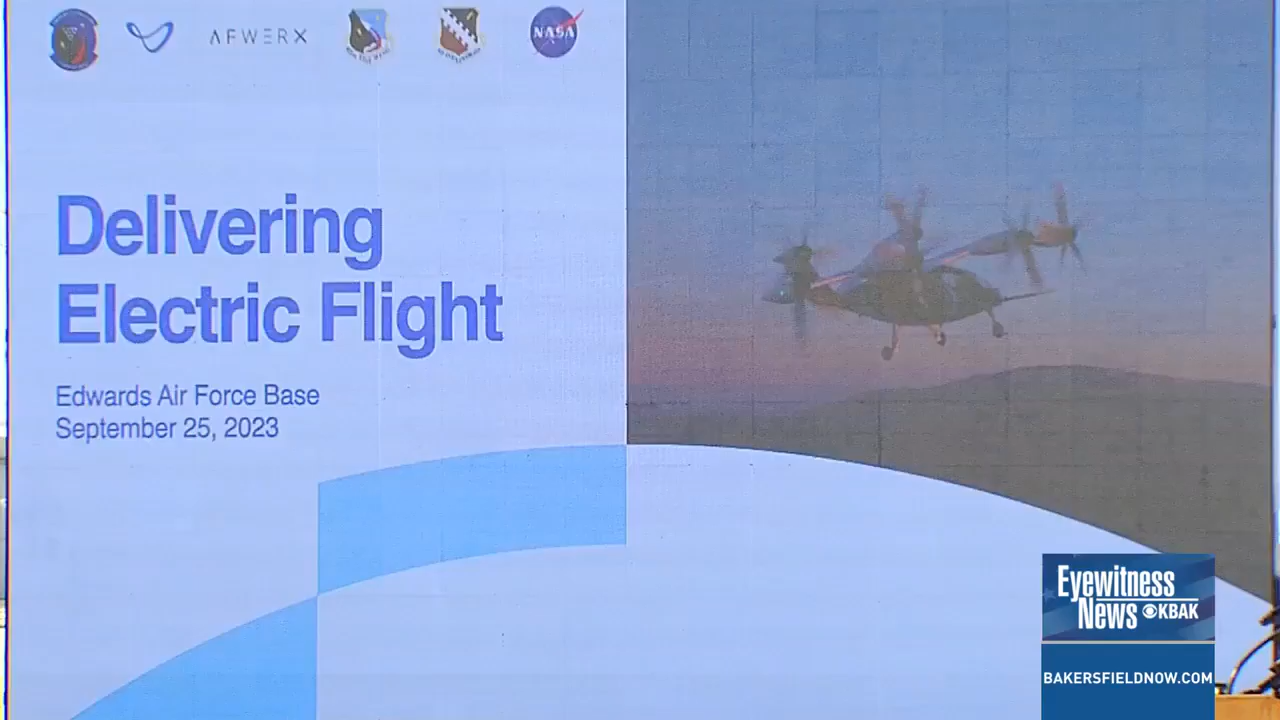 AFWERX
NASA
Delivering
Electric Flight
Edwards Air Force Base
September 25, 2023
Eyewitness
News KBAK
BAKERSFIELDNOW.COM